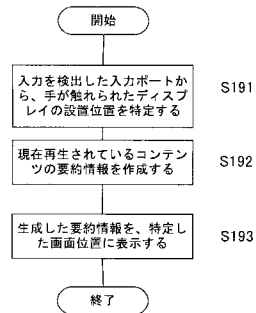 開始
入力を検出した入力ポートか
ら、手が触れられたディスプ
レイの設置位置を特定する
S191
現在再生されているコンテン
ツの要約情報を作成する
S192
生成した要約情報を、特定し
た画面位置に表示する
S193
終了